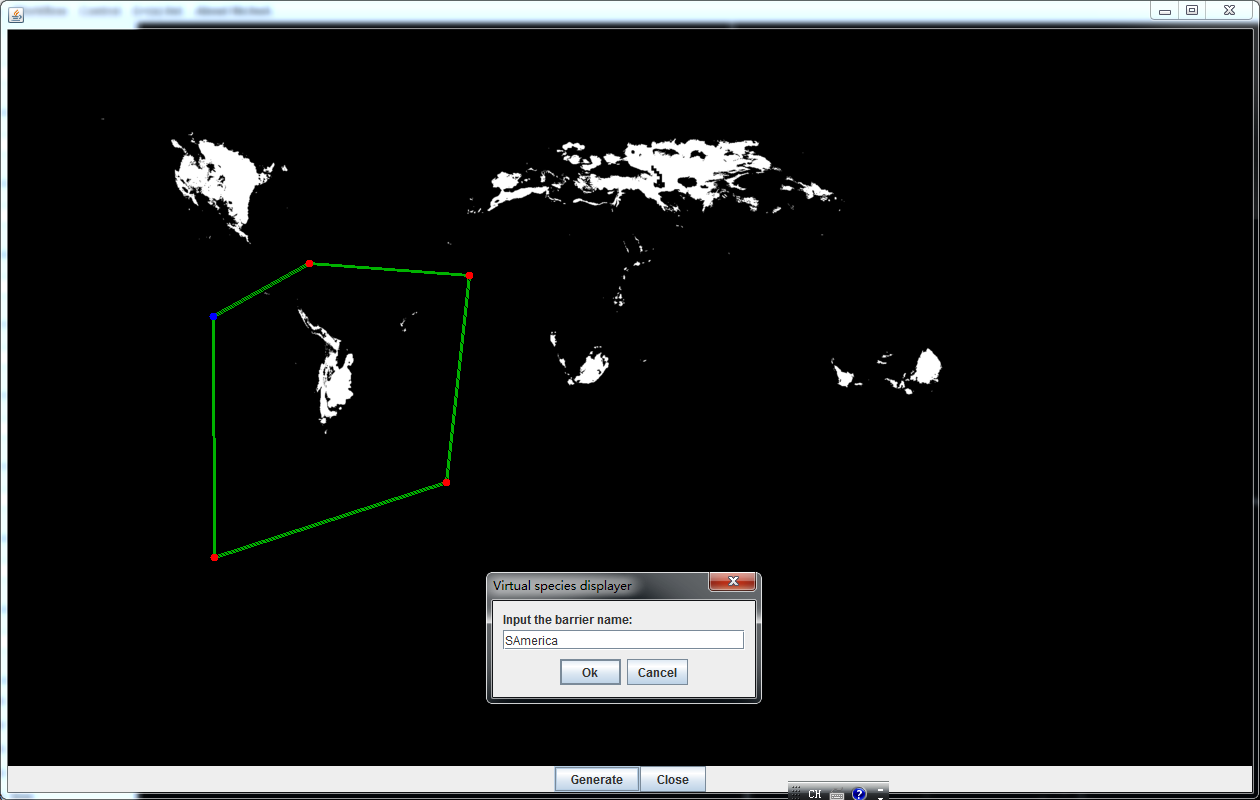 Virtual species displayer
Input the barrier name:
SAmerica
Ok
Cancel
Generate
Close
CH
?